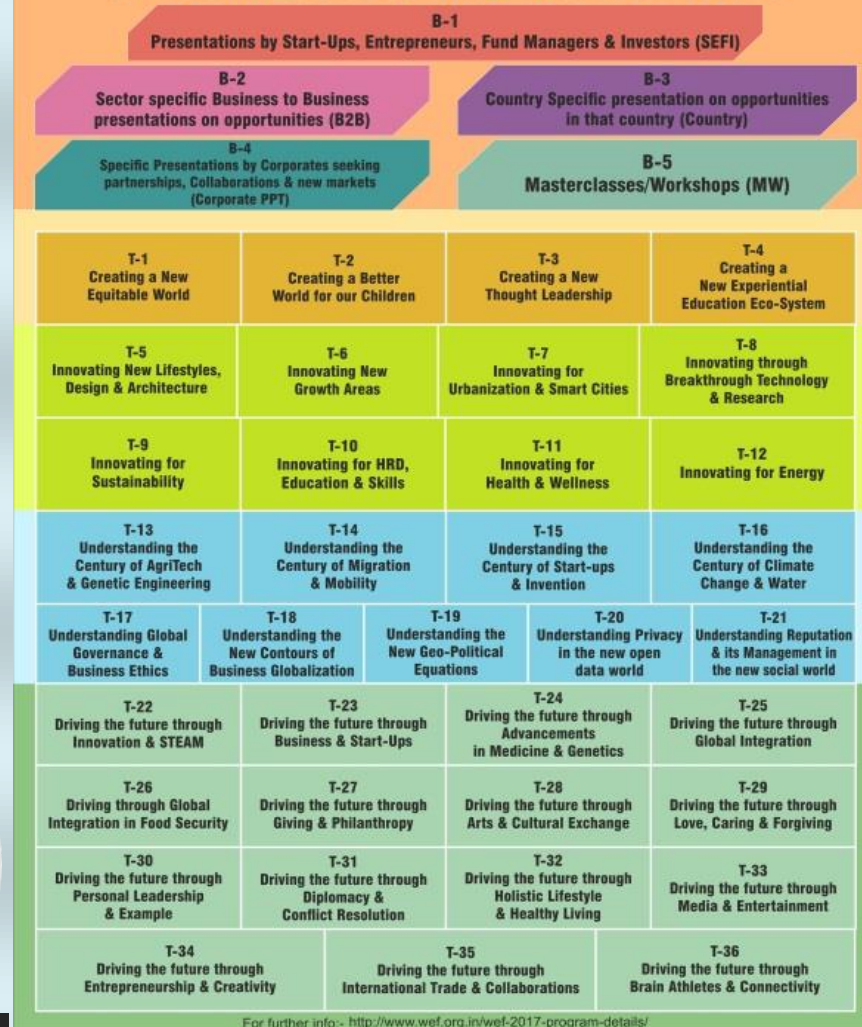 B-1
Presentations by Start-Ups, Entrepreneurs, Fund Managers & Investors (SEFI)
B-2
Sector specific Business to Business
presentations on opportunities (B2B)
B-3
Country Specific presentation on opportunities
in that country (Country)
B-4
Specific Presentations by Corporates seeking
partnerships, Collaborations & new markets
(Corporate PPT)
B-5
Masterclasses/Workshops (MW)
T-1
Creating a New
Equitable World
T-2
Creating a Better
World for our Children
T-3
Creating a New
Thought Leadership
T-4
Creating a
New Experiential
Education Eco-System
T-5
Innovating New Lifestyles,
Design & Architecture
T-6
Innovating New
Growth Areas
T-7
Innovating for
Urbanization & Smart Cities
T-8
Innovating through
Breakthrough Technology
& Research
T-9
Innovating for
Sustainability
T-10
Innovating for HRD,
Education & Skills
T-11
Innovating for
Health & Wellness
T-12
Innovating for Energy
T-13
Understanding the
Century of AgriTech
& Genetic Engineering
T-14
Understanding the
Century of Migration
& Mobility
T-15
Understanding the
Century of Start-ups
& Invention
T-16
Understanding the
Century of Climate
Change & Water
T-17
Understanding Global
Governance &
Business Ethics
T-18
Understanding the
New Contours of
Business Globalization
T-19
Understanding the
New Geo-Political
Equations
T-20
Understanding Privacy
in the new open
data world
T-21
Understanding Reputation
& its Management in
the new social world
T-22
Driving the future through
Innovation & STEAM
T-23
Driving the future through
Business & Start-Ups
T-24
Driving the future through
Advancements
in Medicine & Genetics
T-25
Driving the future through
Global Integration
T-26
Driving through Global
Integration in Food Security
T-27
Driving the future through
Giving & Philanthropy
T-28
Driving the future through
Arts & Cultural Exchange
T-29
Driving the future through
Love, Caring & Forgiving
T-30
Driving the future through
Personal Leadership
& Example
T-31
Driving the future through
Diplomacy &
Conflict Resolution
T-32
Driving the future through
Holistic Lifestyle
& Healthy Living
T-33
Driving the future through
Media & Entertainment
T-34
Driving the future through
Entrepreneurship & Creativity
T-35
Driving the future through
International Trade & Collaborations
T-36
Driving the future through
Brain Athletes & Connectivity
For further info:- http://www.wef.org.in/wef-2017-program-details/